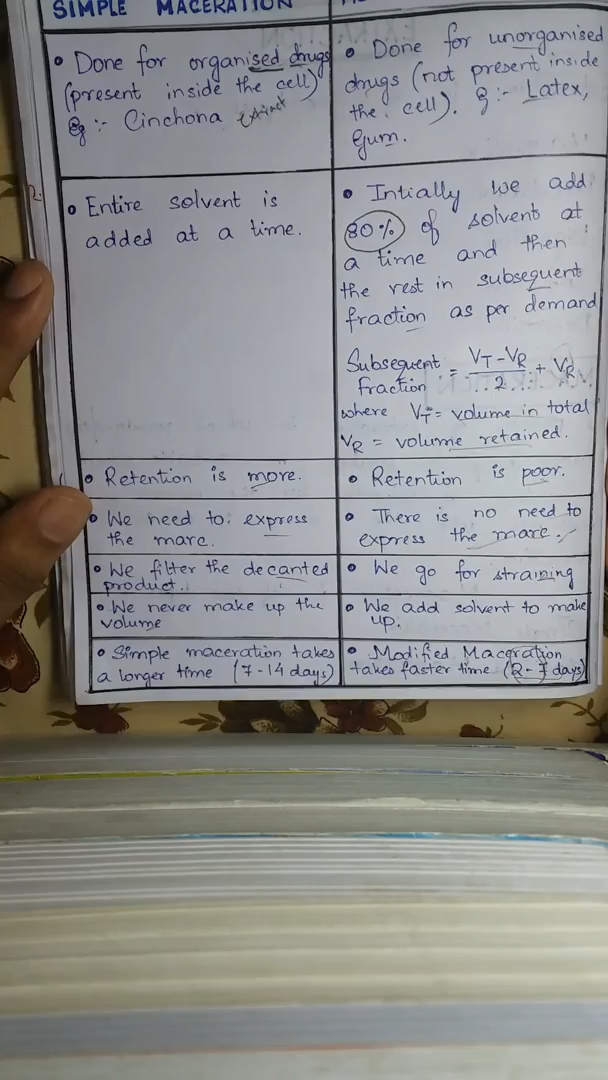 SIMPLE MACERATION
• Done for organised drugs
(present inside the cell)
Eg :- Cinchona extract
• Done for unorganised
drugs (not present inside
the cell). Eg :- Latex,
Gum.
2.
• Entire solvent is
added at a time.
• Intially we add
80% of solvent at
a time and then
the rest in subsequent
fraction as per demand
Subsequent fraction = VT - VR / 2 + VR
where VT = volume in total
VR = volume retained.
• Retention is more.
• Retention is poor.
• We need to express
the marc.
• There is no need to
express the marc.
• We filter the decanted
product.
• We go for straining
• We never make up the
volume
• We add solvent to make
up.
• Simple maceration takes
a longer time (7-14 days)
• Modified Maceration
takes faster time (2-7 days)